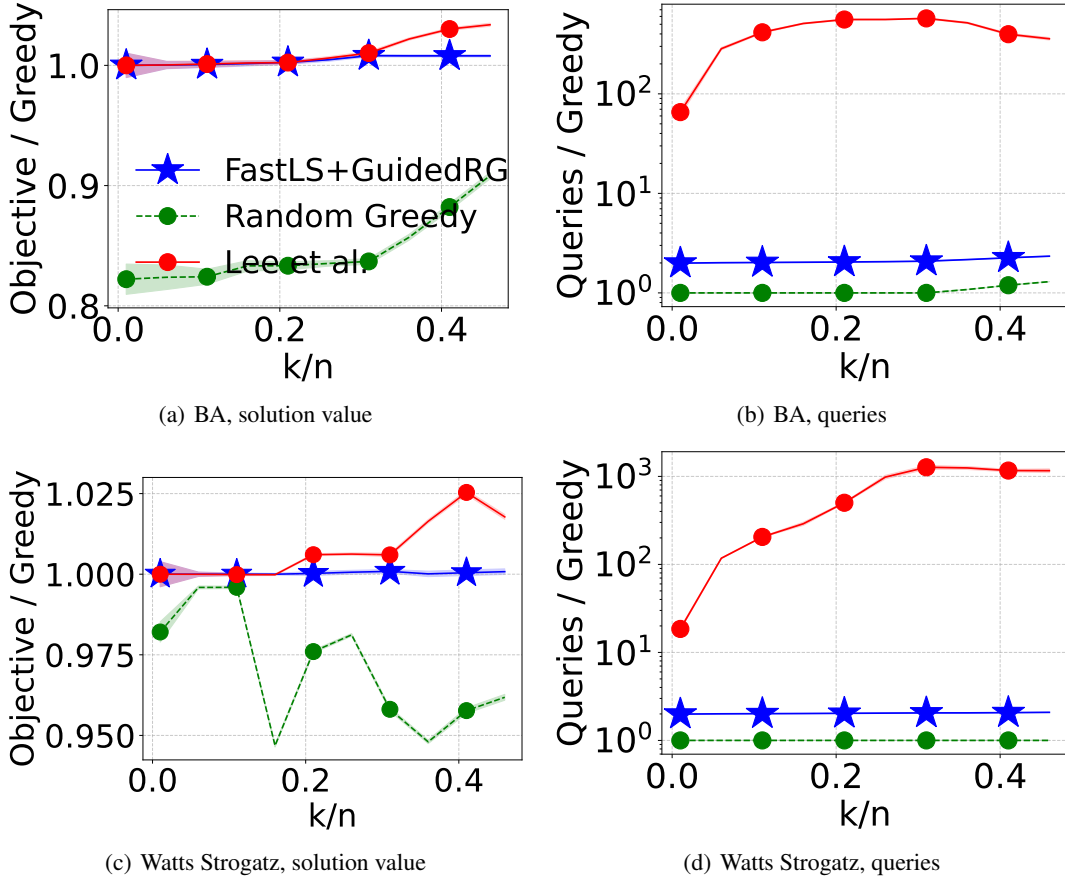 Objective / Greedy
1.0
0.9
0.8
FastLS+GuidedRG
Random Greedy
Lee et al.
0.0
0.2
0.4
k/n
(a) BA, solution value
Queries / Greedy
10²
10¹
10⁰
0.0
0.2
0.4
k/n
(b) BA, queries
Objective / Greedy
1.025
1.000
0.975
0.950
0.0
0.2
0.4
k/n
(c) Watts Strogatz, solution value
Queries / Greedy
10³
10²
10¹
10⁰
0.0
0.2
0.4
k/n
(d) Watts Strogatz, queries